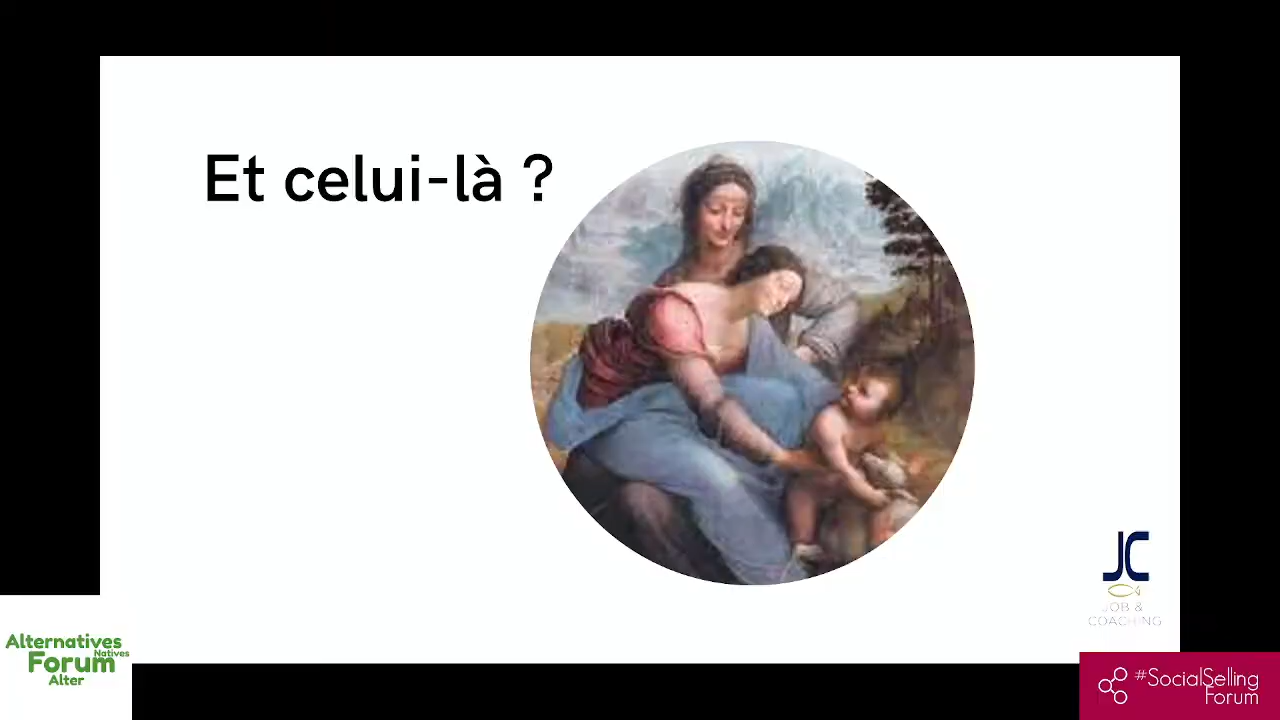 Et celui-là ?
JC
JOB &
COACHING
Alternatives
Natives
Forum
Alter
#SocialSelling
Forum